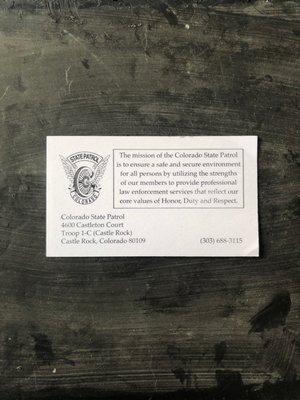 STATE PATROL
C
COLORADO
The mission of the Colorado State Patrol
is to ensure a safe and secure environment
for all persons by utilizing the strengths
of our members to provide professional
law enforcement services that reflect our
core values of Honor, Duty and Respect.
Colorado State Patrol
4600 Castleton Court
Troop 1-C (Castle Rock)
Castle Rock, Colorado 80109
(303) 688-3115